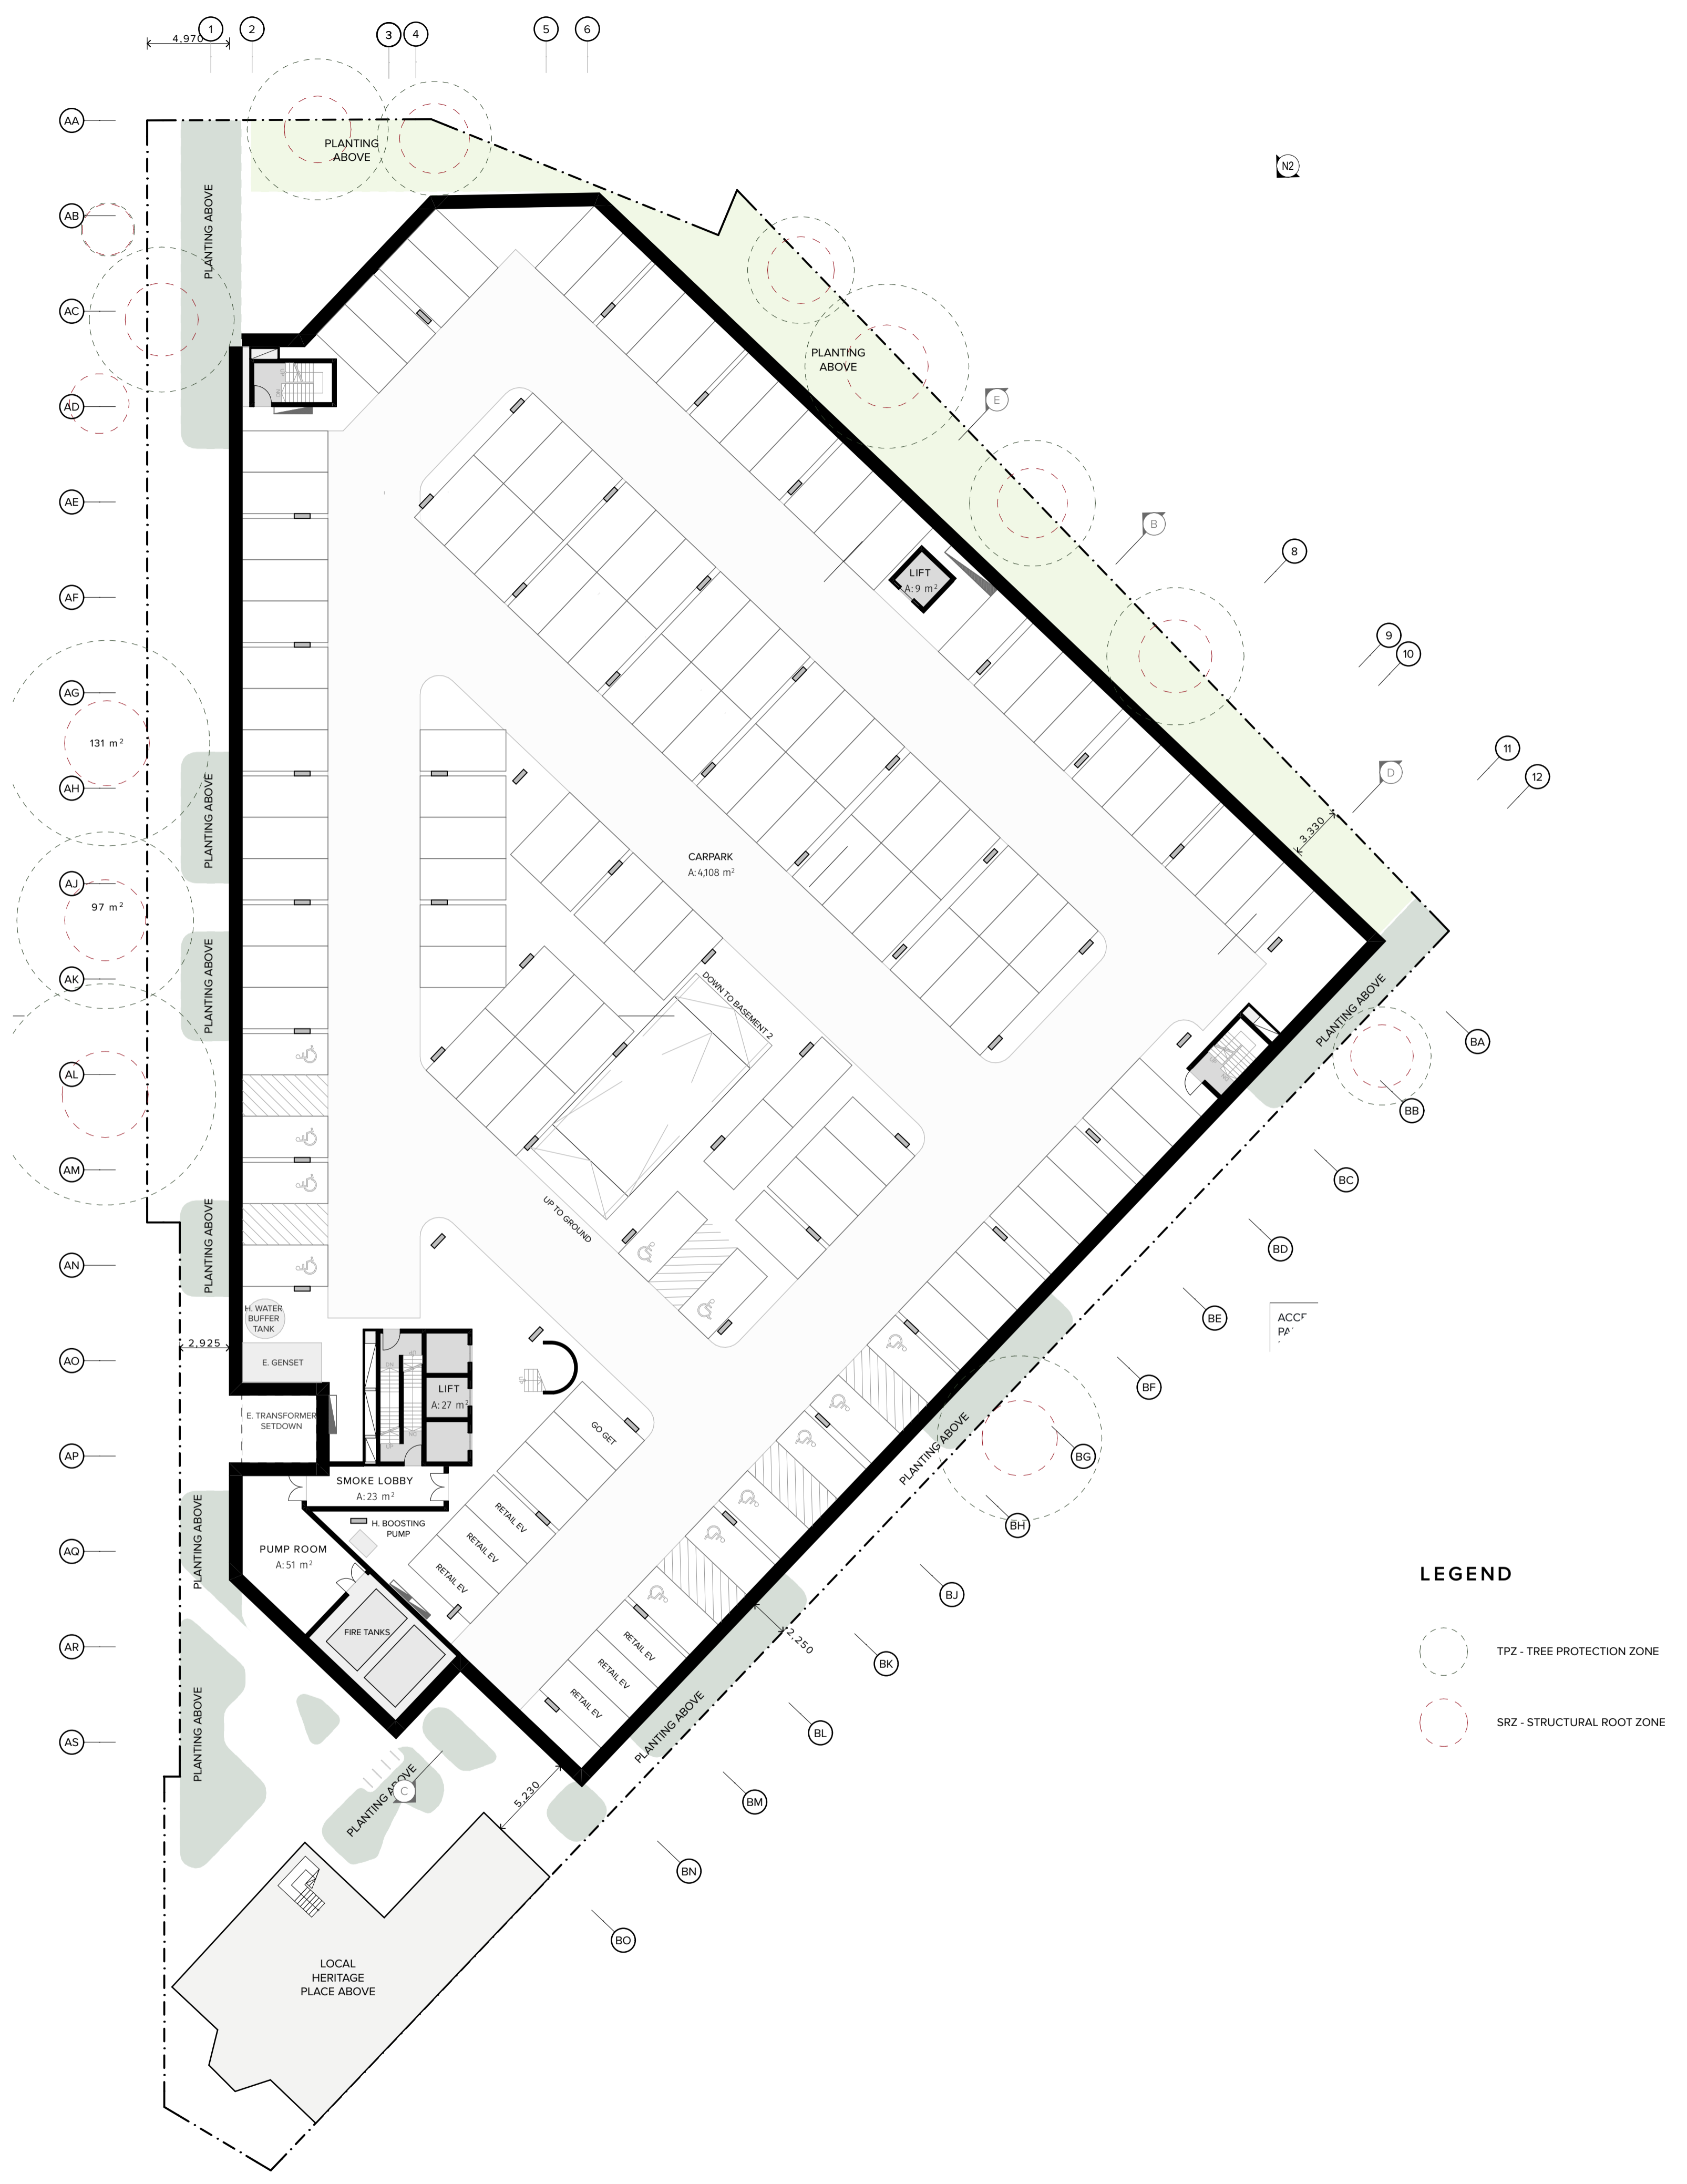 1
2
3
4
5
6
4,970
AA
PLANTING
ABOVE
N2
AB
PLANTING ABOVE
AC
PLANTING
ABOVE
AD
E
AE
B
8
AF
LIFT
A: 9 m²
9
10
AG
131 m²
11
12
D
AH
PLANTING ABOVE
3,330
CARPARK
A: 4,108 m²
AJ
97 m²
AK
PLANTING ABOVE
DOWN TO BASEMENT 2
PLANTING ABOVE
BA
AL
BB
AM
BC
UP TO GROUND
PLANTING ABOVE
BD
AN
H. WATER
BUFFER
TANK
BE
ACCE
2,925
AO
E. GENSET
BF
LIFT
A: 27 m²
E. TRANSFORMER
SETDOWN
GO GET
PLANTING ABOVE
AP
BG
SMOKE LOBBY
A: 23 m²
RETAIL EV
RETAIL EV
RETAIL EV
H. BOOSTING
PUMP
BH
PLANTING ABOVE
AQ
PUMP ROOM
A: 51 m²
LEGEND
BJ
FIRE TANKS
AR
RETAIL EV
RETAIL EV
RETAIL EV
2,250
BK
TPZ - TREE PROTECTION ZONE
PLANTING ABOVE
PLANTING ABOVE
SRZ - STRUCTURAL ROOT ZONE
AS
BL
PLANTING ABOVE
C
5,230
BM
BN
BO
LOCAL
HERITAGE
PLACE ABOVE